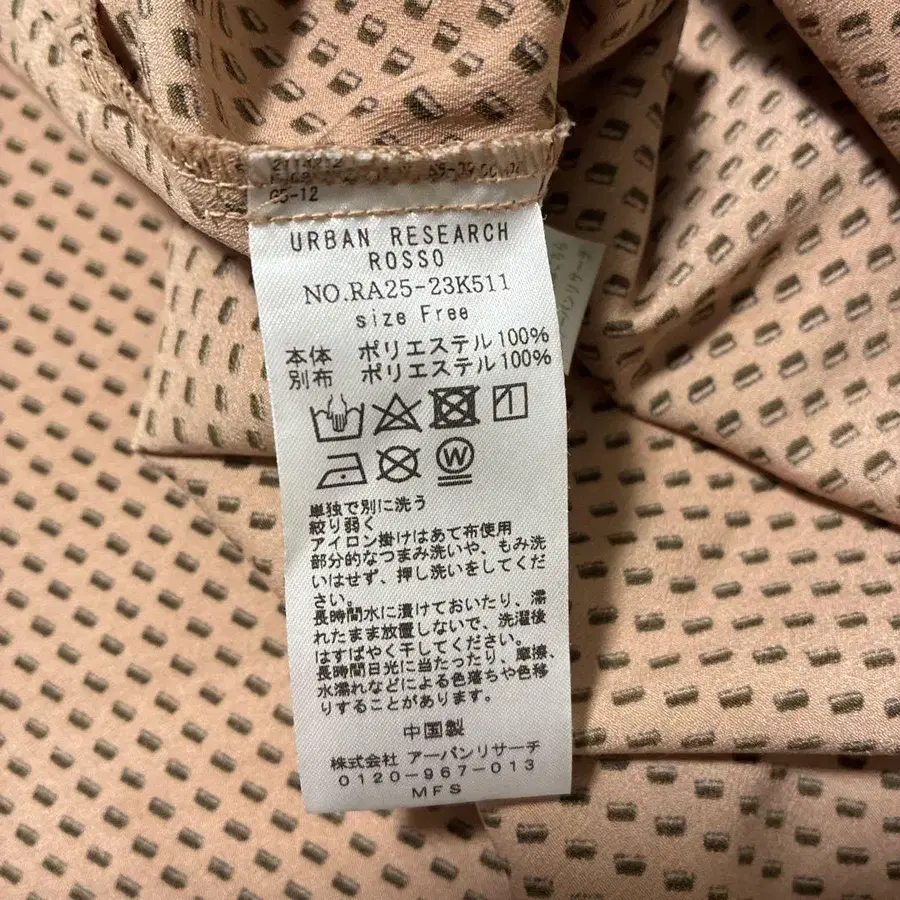 05-12
URBAN RESEARCH
ROSSO
NO.RA25-23K511
size Free
本体 ポリエステル100%
別布 ポリエステル100%
W
単独で別に洗う
絞り弱く
アイロン掛けはあて布使用
部分的なつまみ洗いや、もみ洗
いはせず、押し洗いをしてくだ
さい。
長時間水に漬けておいたり、濡
れたまま放置しないで、洗濯後
はすばやく干してください。
長時間日光に当たったり、摩擦、
水濡れなどによる色落ちや色移
りすることがあります。
中国製
株式会社 アーバンリサーチ
0120-967-013
MFS